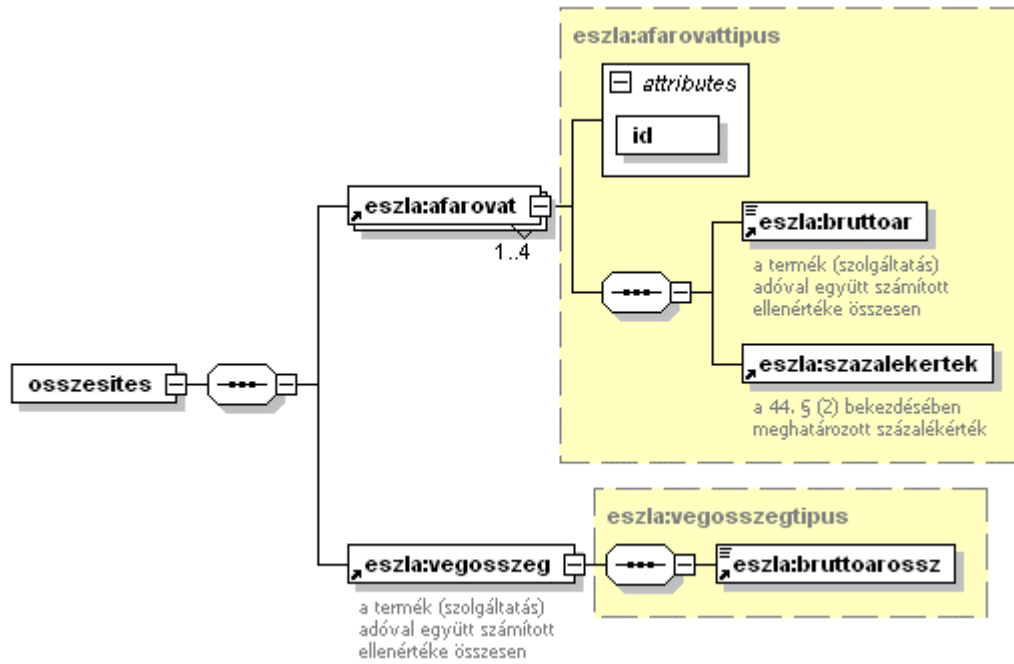 eszla:afarovattipus
attributes
id
eszla:afarovat
1..4
eszla:bruttoar
a termék (szolgáltatás)
adóval együtt számított
ellenértéke összesen
eszla:szazalekertek
a 44. § (2) bekezdésében
meghatározott százalékérték
osszesites
eszla:vegosszegtipus
eszla:vegosszeg
eszla:bruttoarossz
a termék (szolgáltatás)
adóval együtt számított
ellenértéke összesen